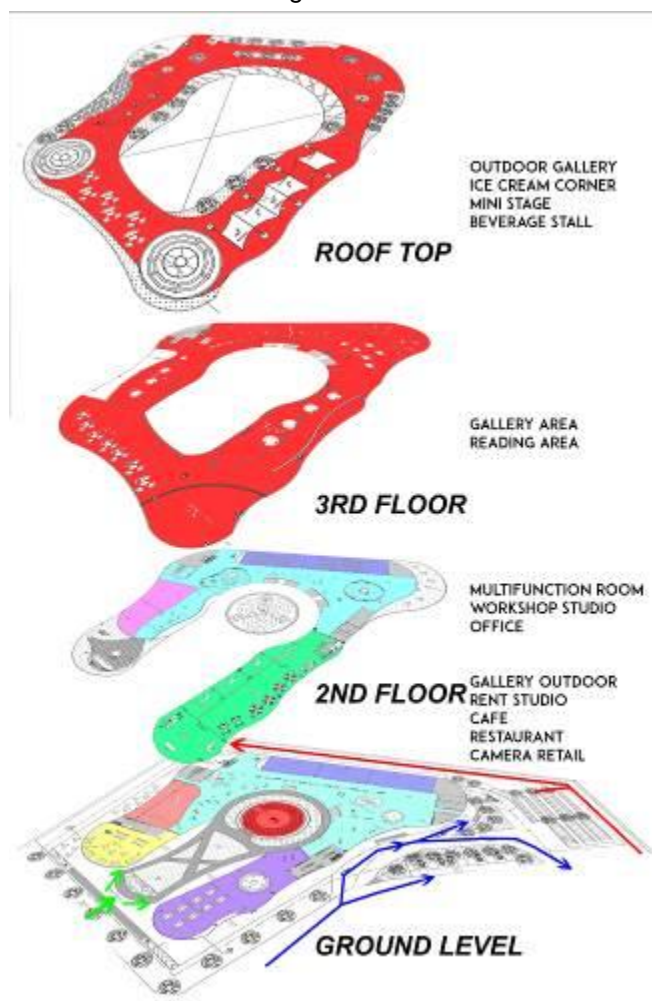 OUTDOOR GALLERY
ICE CREAM CORNER
MINI STAGE
BEVERAGE STALL
ROOF TOP
GALLERY AREA
READING AREA
3RD FLOOR
MULTIFUNCTION ROOM
WORKSHOP STUDIO
OFFICE
2ND FLOOR
GALLERY OUTDOOR
RENT STUDIO
CAFE
RESTAURANT
CAMERA RETAIL
GROUND LEVEL